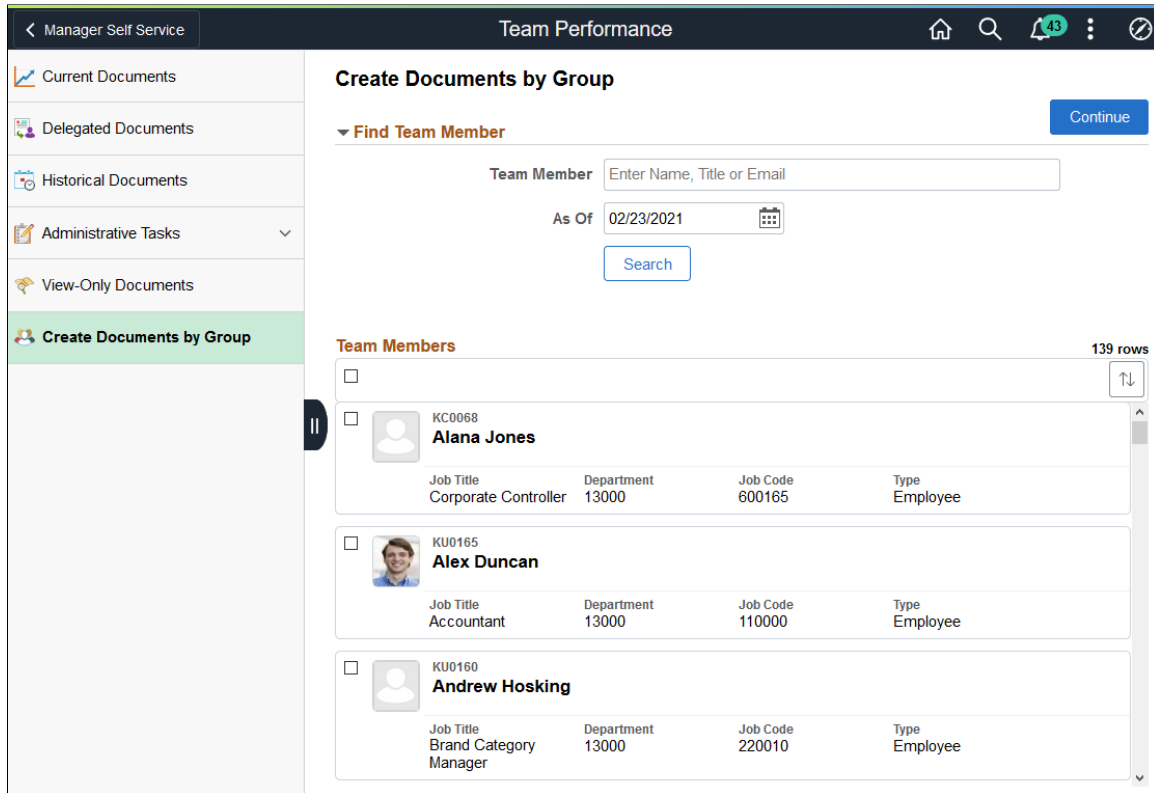 Manager Self Service
Team Performance
43
Current Documents
Delegated Documents
Historical Documents
Administrative Tasks
View-Only Documents
Create Documents by Group
Create Documents by Group
Continue
Find Team Member
Team Member Enter Name, Title or Email
As Of 02/23/2021
Search
Team Members
139 rows
KC0068
Alana Jones
Job Title Department Job Code Type
Corporate Controller 13000 600165 Employee
KU0165
Alex Duncan
Job Title Department Job Code Type
Accountant 13000 110000 Employee
KU0160
Andrew Hosking
Job Title Department Job Code Type
Brand Category 13000 220010 Employee
Manager